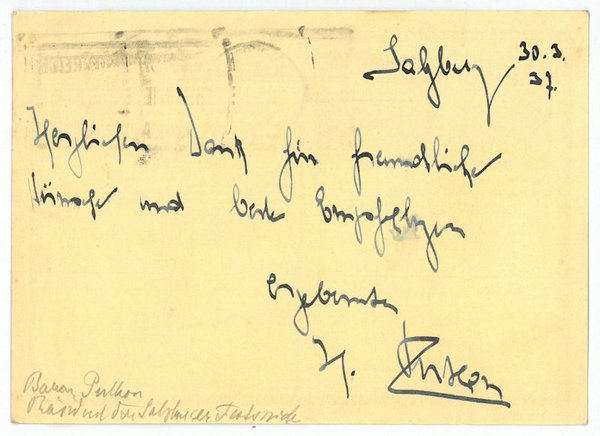 Salzburg 30.3.
37.
Herzlichen Dank für freundliche
Wünsche und beste Empfehlungen
Ergebenster
H. Puthon
Baron Puthon
Präsident der Salzburger Festspiele